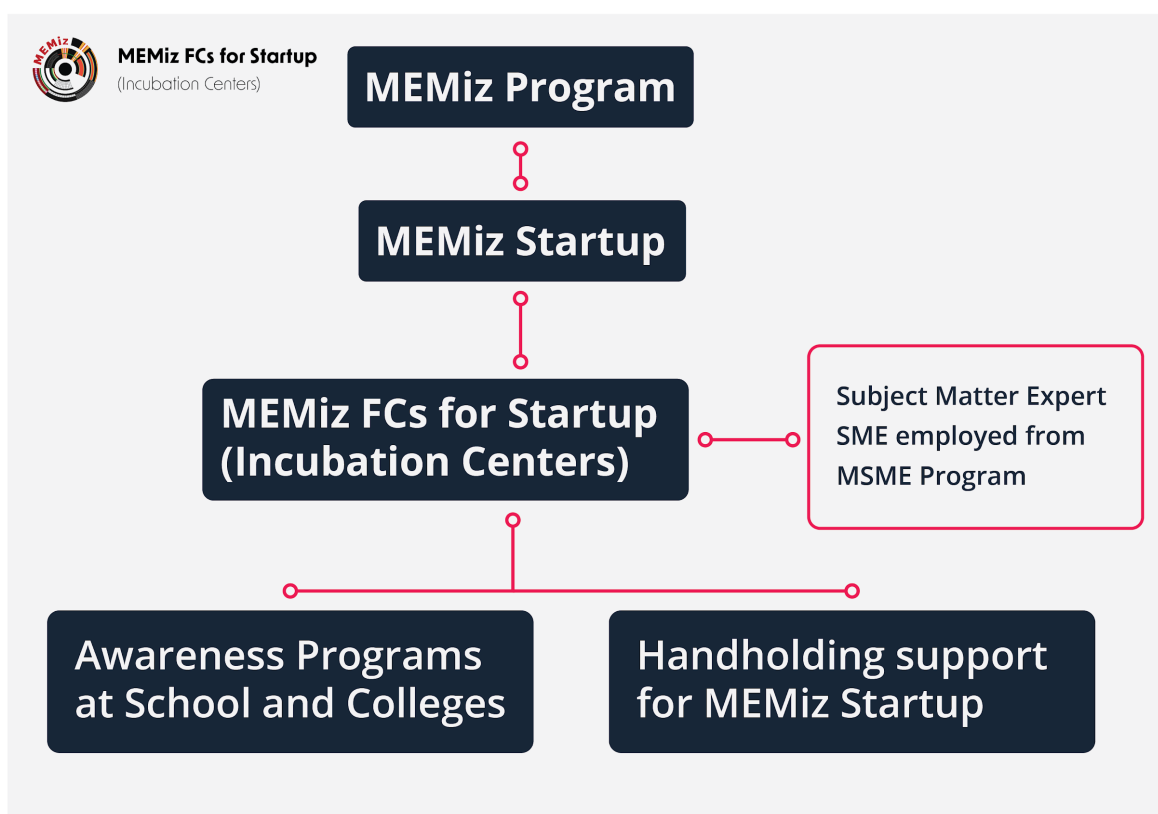 MEMiz
MEMiz FCs for Startup
(Incubation Centers)
MEMiz Program
MEMiz Startup
MEMiz FCs for Startup
(Incubation Centers)
Subject Matter Expert
SME employed from
MSME Program
Awareness Programs
at School and Colleges
Handholding support
for MEMiz Startup